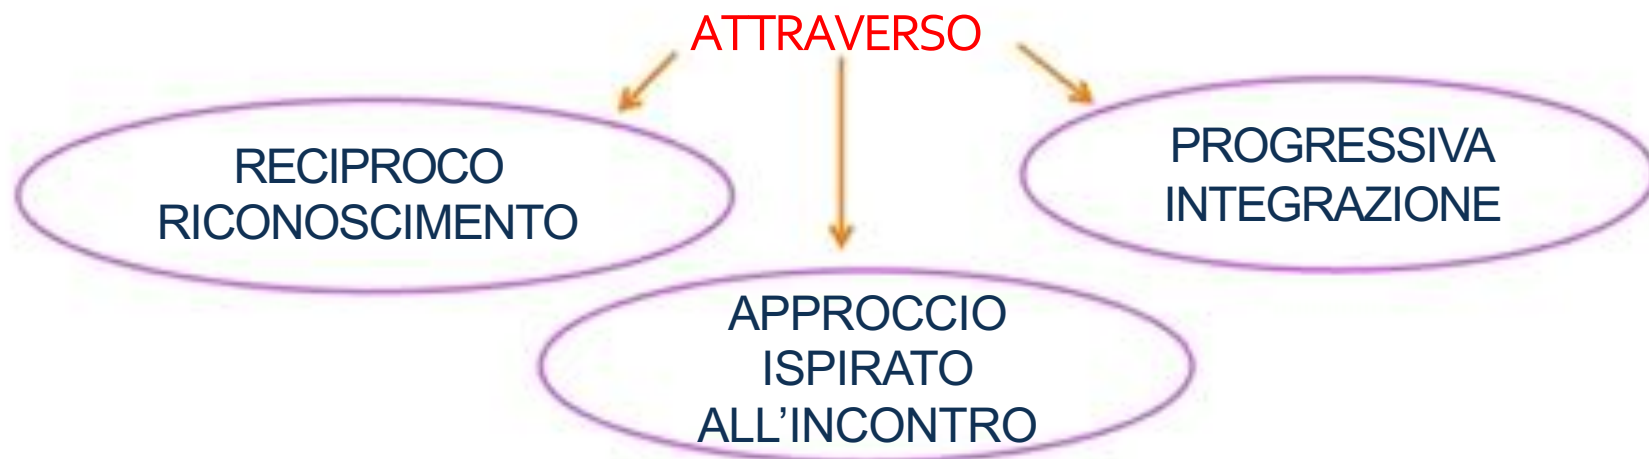 ATTRAVERSO
RECIPROCO
RICONOSCIMENTO
APPROCCIO
ISPIRATO
ALL’INCONTRO
PROGRESSIVA
INTEGRAZIONE